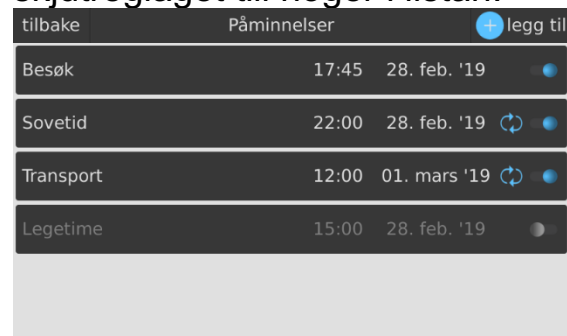 tilbake Påminnelser legg til
Besøk 17:45 28. feb. '19
Sovetid 22:00 28. feb. '19
Transport 12:00 01. mars '19
Legetime 15:00 28. feb. '19